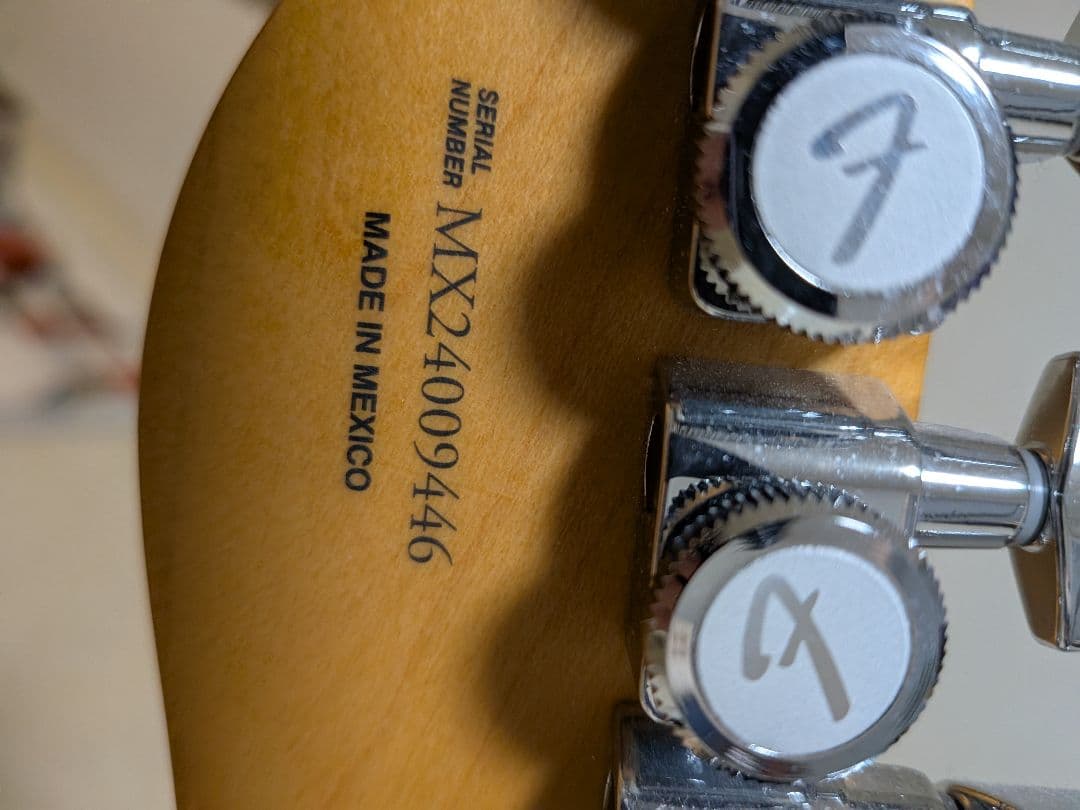 SERIAL
NUMBER MX24009446
MADE IN MEXICO
F
F